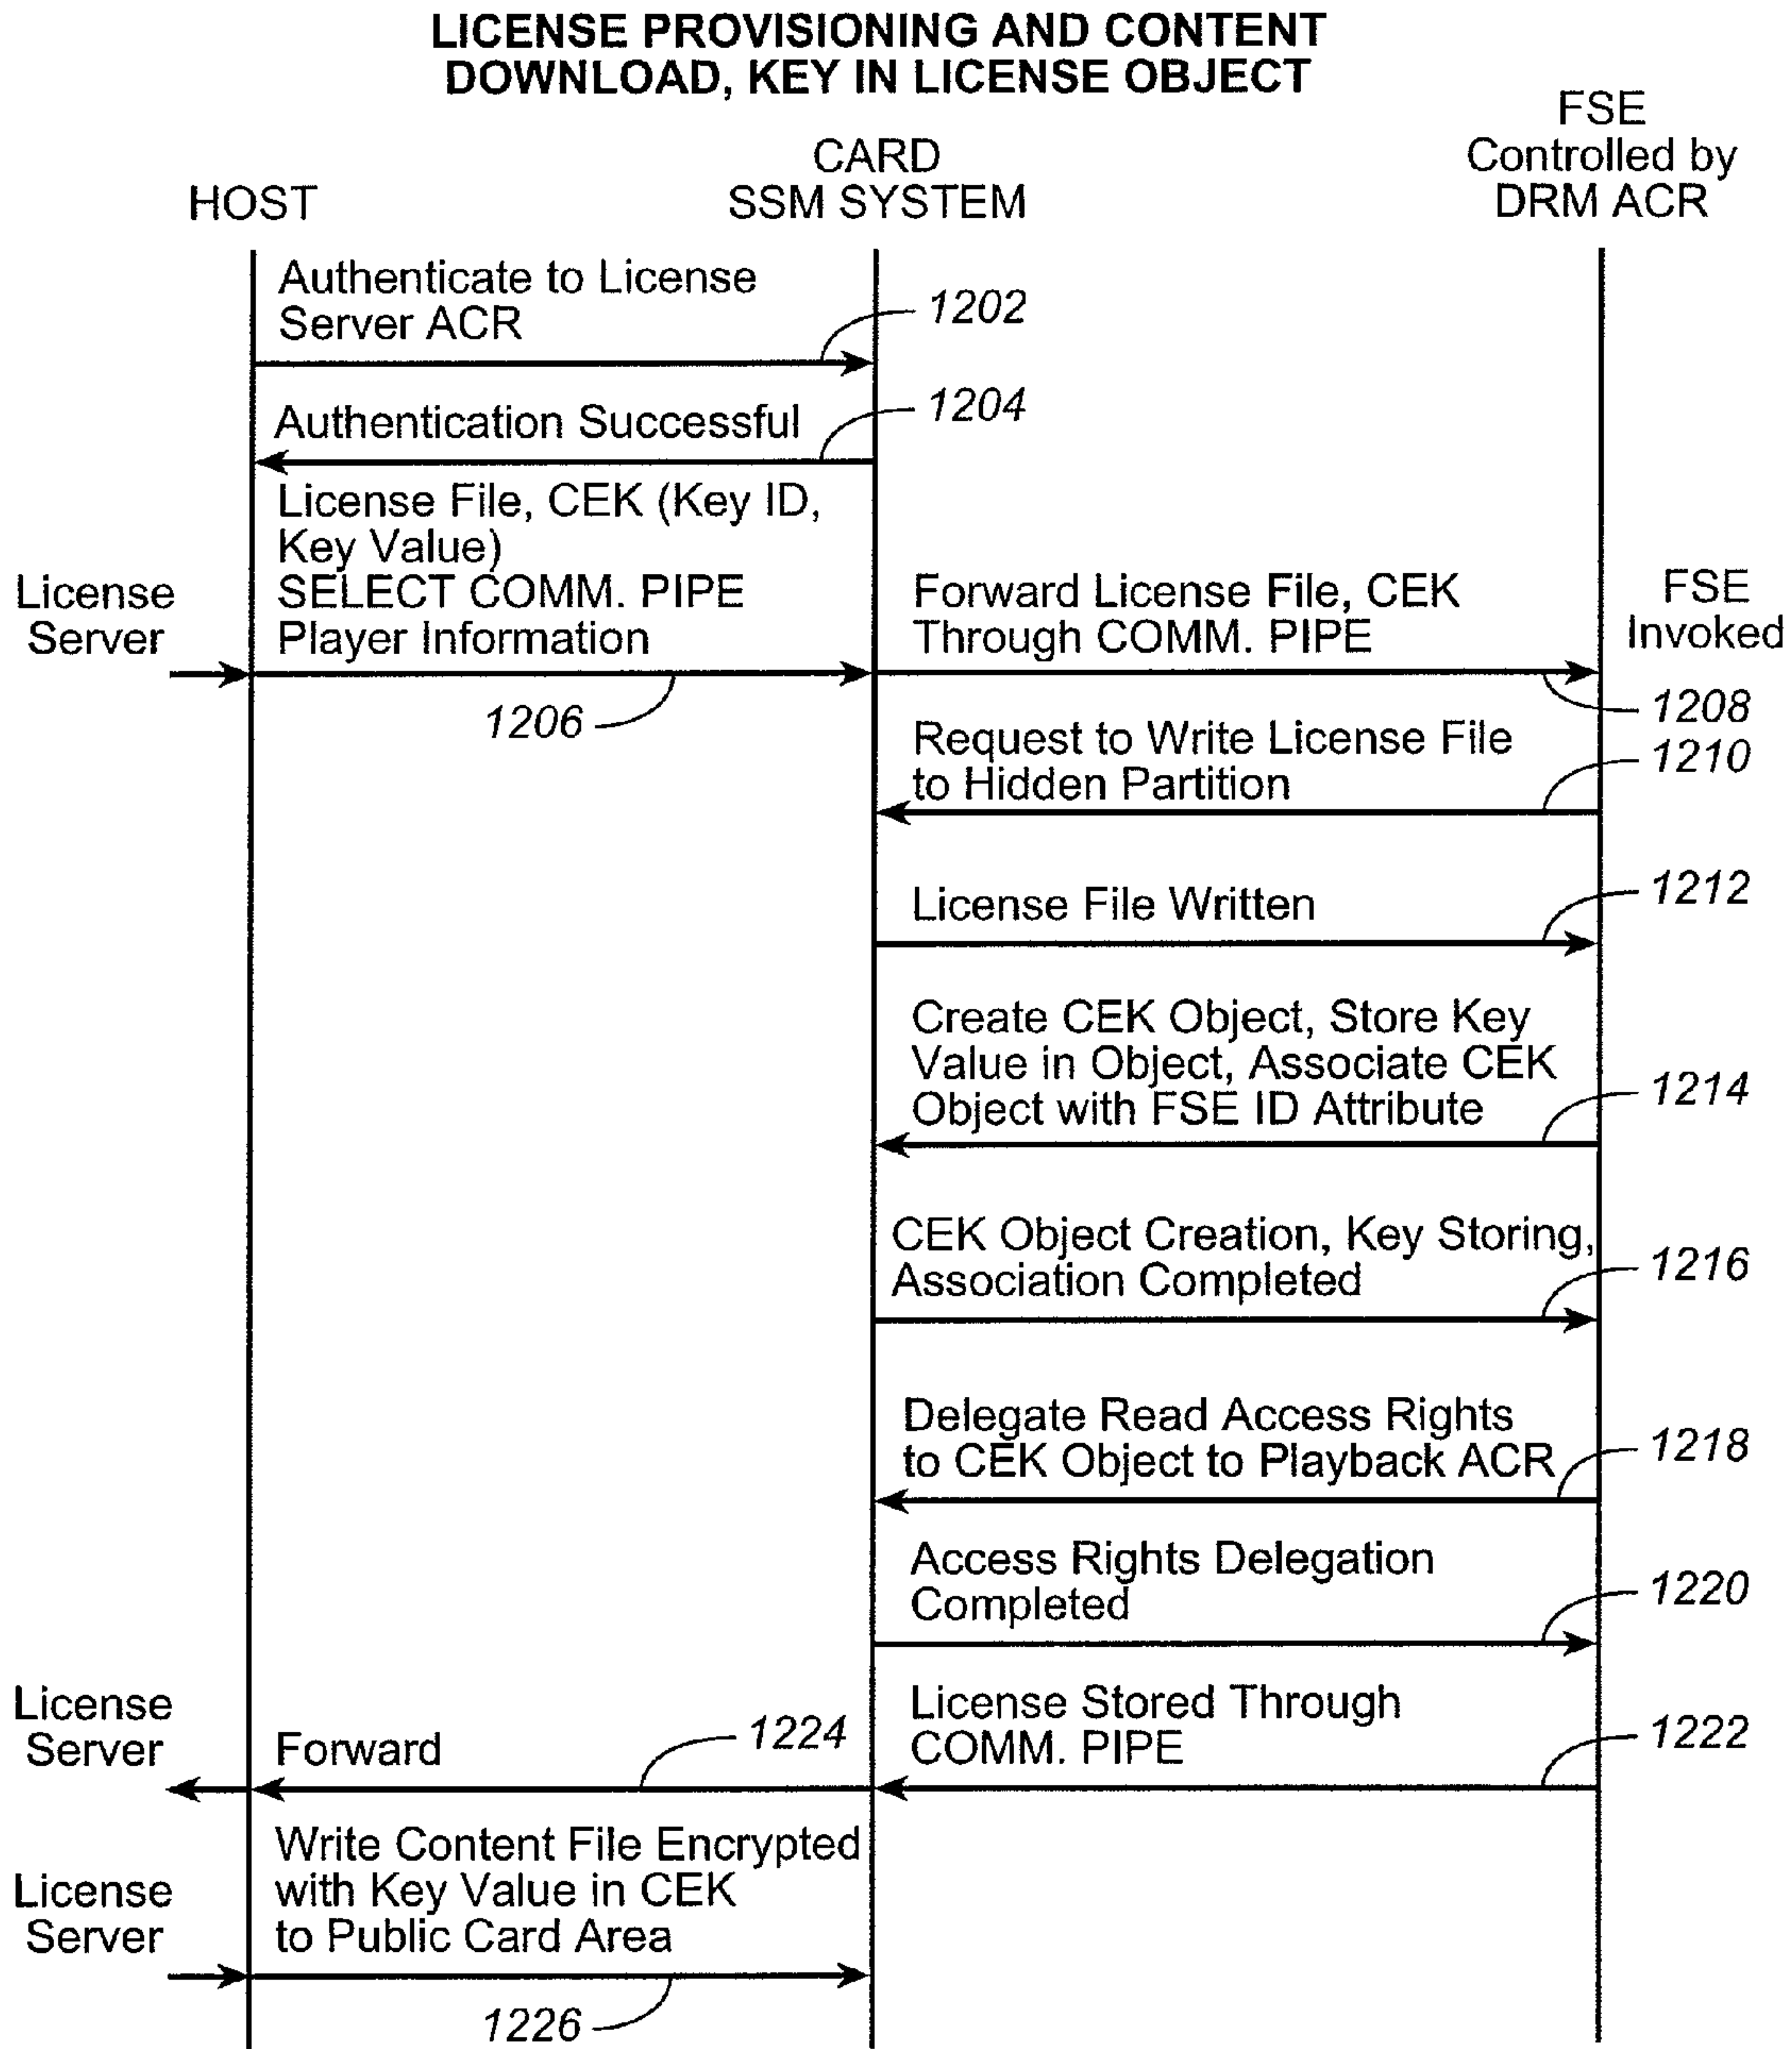 LICENSE PROVISIONING AND CONTENT
DOWNLOAD, KEY IN LICENSE OBJECT
HOST
CARD
SSM SYSTEM
FSE
Controlled by
DRM ACR
Authenticate to License
Server ACR
1202
Authentication Successful
1204
License
Server
License File, CEK (Key ID,
Key Value)
SELECT COMM. PIPE
Player Information
1206
Forward License File, CEK
Through COMM. PIPE
FSE
Invoked
1208
Request to Write License File
to Hidden Partition
1210
License File Written
1212
Create CEK Object, Store Key
Value in Object, Associate CEK
Object with FSE ID Attribute
1214
CEK Object Creation, Key Storing,
Association Completed
1216
Delegate Read Access Rights
to CEK Object to Playback ACR
1218
Access Rights Delegation
Completed
1220
License Stored Through
COMM. PIPE
1222
License
Server
Forward
1224
License
Server
Write Content File Encrypted
with Key Value in CEK
to Public Card Area
1226